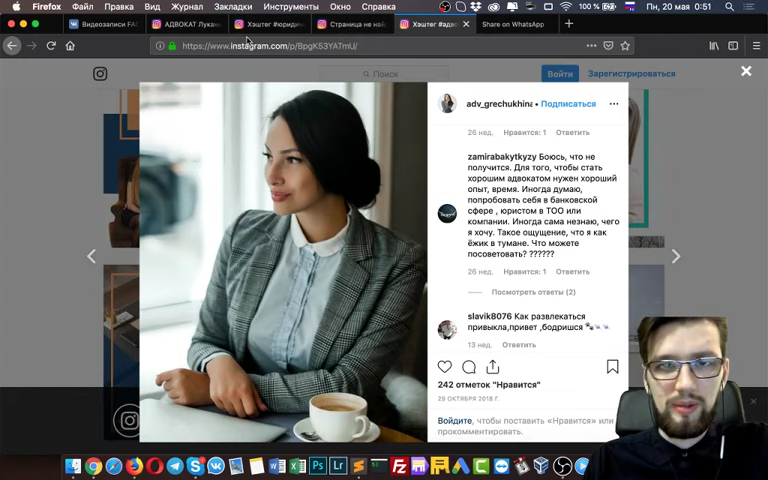 Firefox Файл Правка Вид Журнал Закладки Инструменты Окно Справка 100 % Пн, 20 мая 0:51
Видеозаписи FA
АДВОКАТ Лукан
Хэштег #юриди
Страница не най
Хэштег #адво
Share on WhatsApp
https://www.instagram.com/p/BpgK53YATmU/
Поиск
Войти
Зарегистрироваться
adv_grechukhina • Подписаться
26 нед. Нравится: 1 Ответить
zamirabakytkyzy Боюсь, что не
получится. Для того, чтобы стать
хорошим адвокатом нужен хороший
опыт, время. Иногда думаю,
попробовать себя в банковской
сфере , юристом в ТОО или
компании. Иногда сама незнаю, чего
я хочу. Такое ощущение, что я как
ёжик в тумане. Что можете
посоветовать? ??????
26 нед. Нравится: 1 Ответить
Посмотреть ответы (2)
slavik8076 Как развлекаться
привыкла,привет ,бодришся
13 нед. Ответить
242 отметок "Нравится"
29 ОКТЯБРЯ 2018 Г.
Войдите, чтобы поставить «Нравится» или
прокомментировать.
Ps
Lr